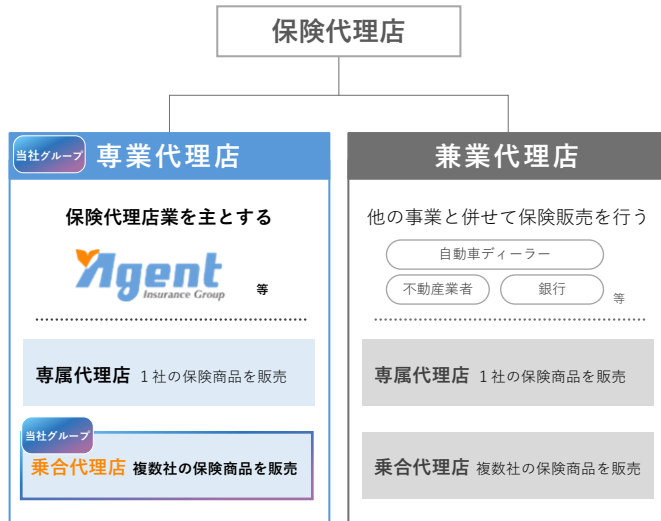 保険代理店
当社グループ 専業代理店
保険代理店業を主とする
Agent
Insurance Group
等
専属代理店 1社の保険商品を販売
当社グループ
乗合代理店 複数社の保険商品を販売
兼業代理店
他の事業と併せて保険販売を行う
自動車ディーラー
不動産業者 銀行 等
専属代理店 1社の保険商品を販売
乗合代理店 複数社の保険商品を販売